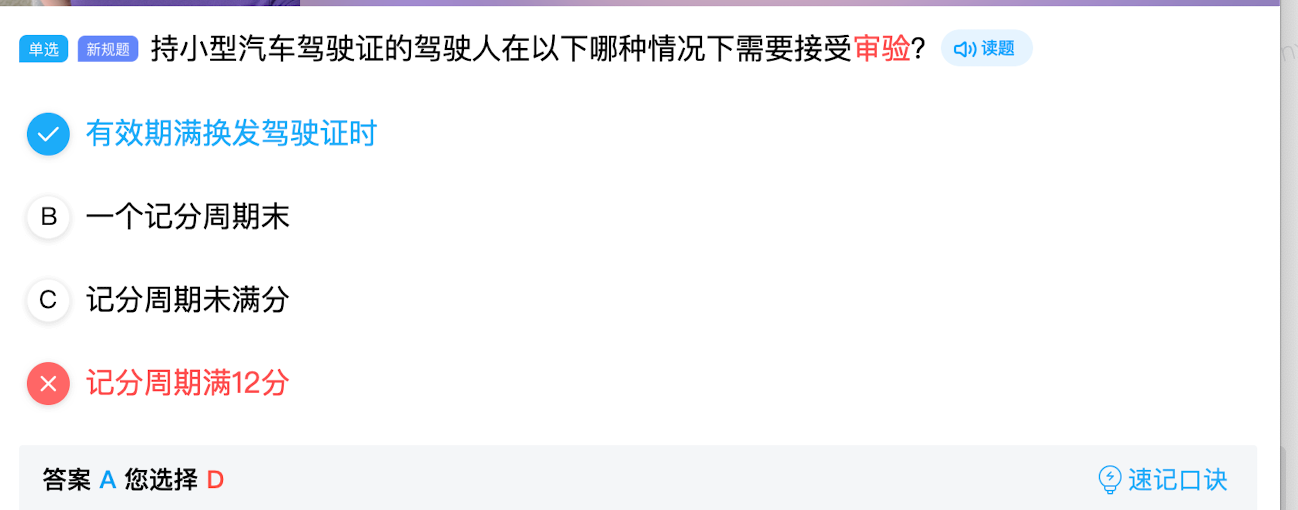 单选 新规题 持小型汽车驾驶证的驾驶人在以下哪种情况下需要接受审验? 读题
有效期满换发驾驶证时
B 一个记分周期末
C 记分周期未满分
记分周期满12分
答案 A 您选择 D 速记口诀